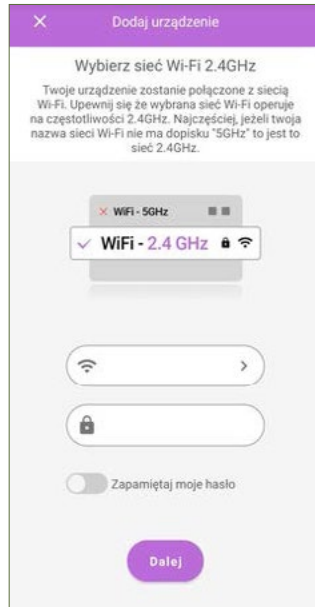 Dodaj urządzenie
Wybierz sieć Wi-Fi 2.4GHz
Twoje urządzenie zostanie połączone z siecią
Wi-Fi. Upewnij się że wybrana sieć Wi-Fi operuje
na częstotliwości 2.4GHz. Najczęściej, jeżeli twoja
nazwa sieci Wi-Fi nie ma dopisku "5GHz" to jest to
sieć 2.4GHz.
WiFi - 5GHz
WiFi - 2.4 GHz
Zapamiętaj moje hasło
Dalej